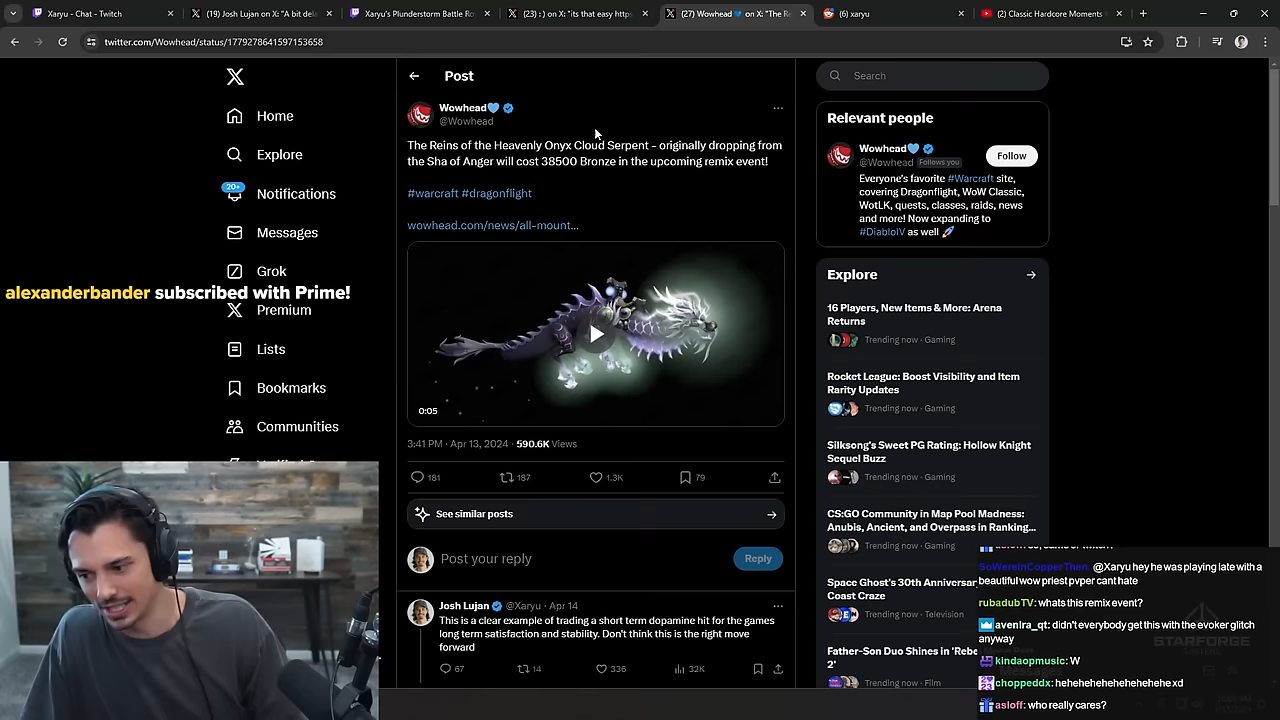 Xaryu - Chat - Twitch
(19) Josh Lujan on X: "A bit dela
Xaryu's Plunderstorm Battle Ro
(23) : ) on X: "its that easy http
(27) Wowhead💙 on X: "The Re
(6) xaryu
(2) Classic Hardcore Moments
twitter.com/Wowhead/status/1779278641597153658
Home
Explore
20+
Notifications
Messages
Grok
Premium
Lists
Bookmarks
Communities
alexanderbander subscribed with Prime!
Post
Wowhead💙
@Wowhead
The Reins of the Heavenly Onyx Cloud Serpent - originally dropping from
the Sha of Anger will cost 38500 Bronze in the upcoming remix event!
#warcraft #dragonflight
wowhead.com/news/all-mount...
0:05
3:41 PM · Apr 13, 2024 · 590.6K Views
181 187 1.3K 79
See similar posts
Post your reply
Reply
Josh Lujan @Xaryu · Apr 14
This is a clear example of trading a short term dopamine hit for the games
long term satisfaction and stability. Don't think this is the right move
forward
67 14 336 32K
Search
Relevant people
Wowhead💙
@Wowhead Follows you
Follow
Everyone's favorite #Warcraft site,
covering Dragonflight, WoW Classic,
WotLK, quests, classes, raids, news
and more! Now expanding to
#DiabloIV as well 🚀
Explore
16 Players, New Items & More: Arena
Returns
Trending now · Gaming
Rocket League: Boost Visibility and Item
Rarity Updates
Trending now · Gaming
Silksong's Sweet PG Rating: Hollow Knight
Sequel Buzz
Trending now · Gaming
CS:GO Community in Map Pool Madness:
Anubis, Ancient, and Overpass in Ranking...
Trending now · Gaming
Space Ghost's 30th Anniversar
Coast Craze
Trending now · Television
Father-Son Duo Shines in 'Rebe
2'
Trending now · Film
SoWereInCopperThen: @Xaryu hey he was playing late with a
beautiful wow priest pvper cant hate
rubadubTV: whats this remix event?
avenira_qt: didn't everybody get this with the evoker glitch
anyway
kindaopmusic: W
choppeddx: hehehehehehehehehe xd
asloff: who really cares?
STARFORGE
SYSTEMS
Messages